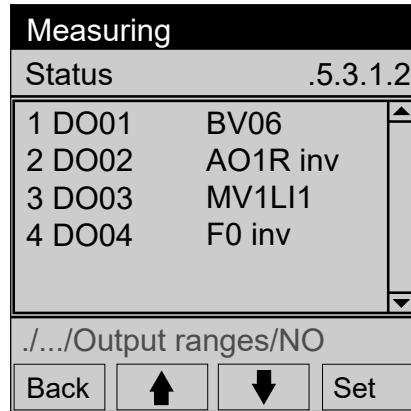 Measuring
Status .5.3.1.2
1 DO01 BV06
2 DO02 AO1R inv
3 DO03 MV1LI1
4 DO04 F0 inv
./.../Output ranges/NO
Back Set